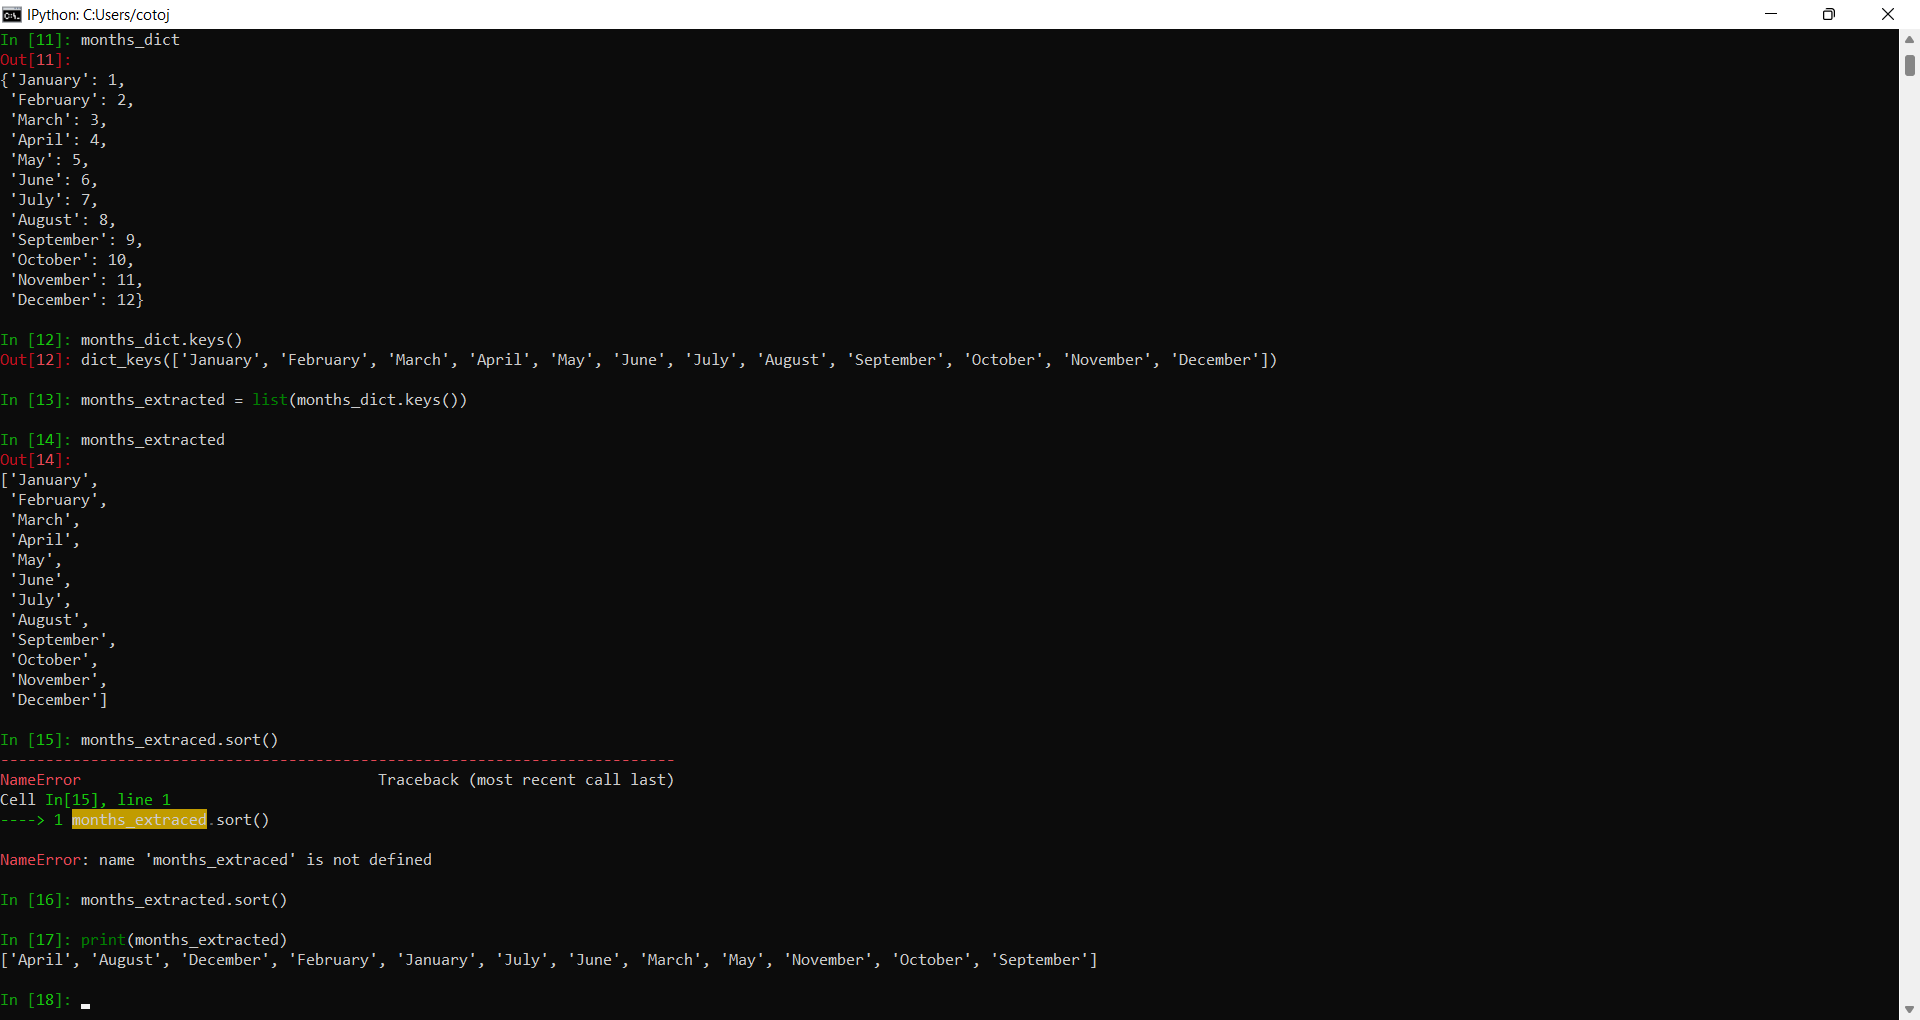 IPython: C:Users/cotoj
In [11]: months_dict
Out[11]:
{'January': 1,
 'February': 2,
 'March': 3,
 'April': 4,
 'May': 5,
 'June': 6,
 'July': 7,
 'August': 8,
 'September': 9,
 'October': 10,
 'November': 11,
 'December': 12}
In [12]: months_dict.keys()
Out[12]: dict_keys(['January', 'February', 'March', 'April', 'May', 'June', 'July', 'August', 'September', 'October', 'November', 'December'])
In [13]: months_extracted = list(months_dict.keys())
In [14]: months_extracted
Out[14]:
['January',
 'February',
 'March',
 'April',
 'May',
 'June',
 'July',
 'August',
 'September',
 'October',
 'November',
 'December']
In [15]: months_extraced.sort()
---------------------------------------------------------------------------
NameError                                 Traceback (most recent call last)
Cell In[15], line 1
----> 1 months_extraced.sort()
NameError: name 'months_extraced' is not defined
In [16]: months_extracted.sort()
In [17]: print(months_extracted)
['April', 'August', 'December', 'February', 'January', 'July', 'June', 'March', 'May', 'November', 'October', 'September']
In [18]: